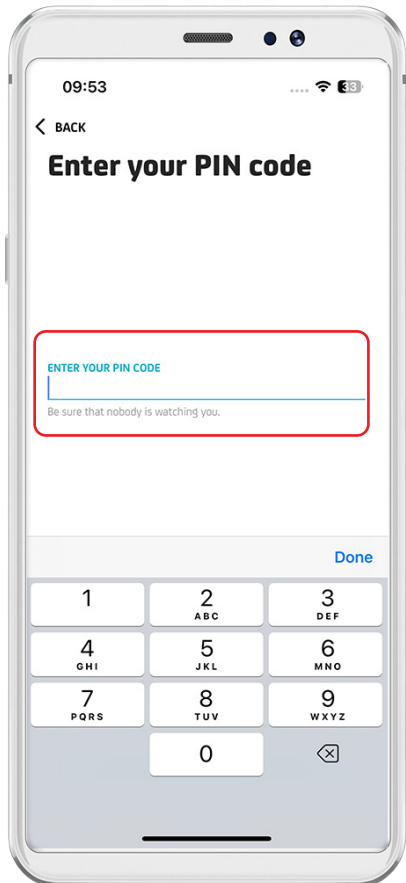 09:53
33
BACK
Enter your PIN code
ENTER YOUR PIN CODE
Be sure that nobody is watching you.
Done
1 2 3
ABC DEF
4 5 6
GHI JKL MNO
7 8 9
PQRS TUV WXYZ
0